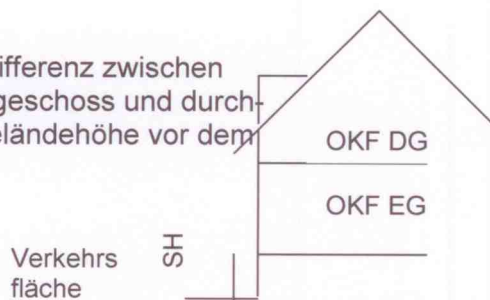 ifferenz zwischen
geschoss und durch-
eländehöhe vor dem
OKF DG
OKF EG
SH
Verkehrs
fläche